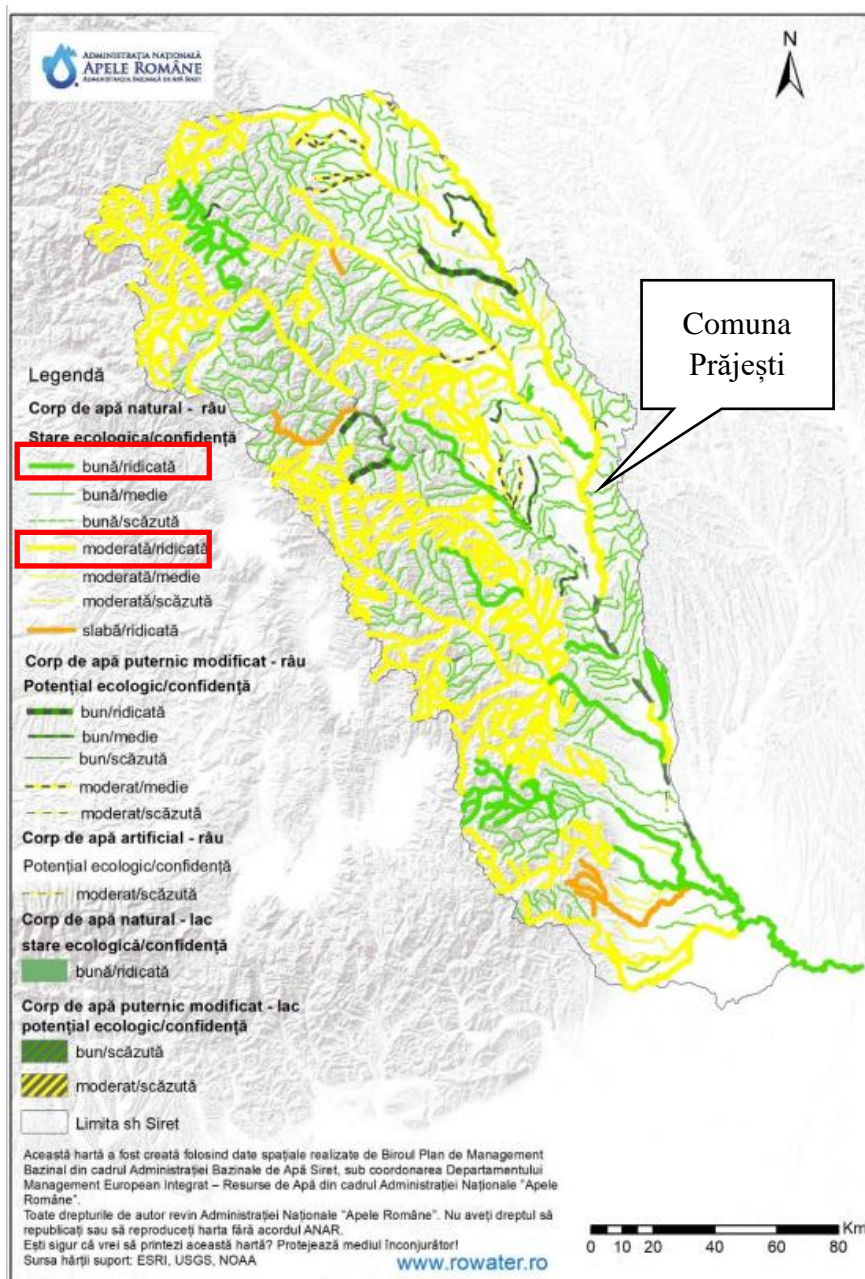 ADMINISTRAȚIA NAȚIONALĂ
APELE ROMÂNE
ADMINISTRAȚIA BAZINALĂ DE APĂ SIRET
N
Comuna
Prăjești
Legendă
Corp de apă natural - râu
Stare ecologica/confidență
bună/ridicată
bună/medie
bună/scăzută
moderată/ridicată
moderată/medie
moderată/scăzută
slabă/ridicată
Corp de apă puternic modificat - râu
Potențial ecologic/confidență
bun/ridicată
bun/medie
bun/scăzută
moderat/medie
moderat/scăzută
Corp de apă artificial - râu
Potențial ecologic/confidență
moderat/scăzută
Corp de apă natural - lac
stare ecologică/confidență
bună/ridicată
Corp de apă puternic modificat - lac
potențial ecologic/confidență
bun/scăzută
moderat/scăzută
Limita sh Siret
Această hartă a fost creată folosind date spațiale realizate de Biroul Plan de Management
Bazinal din cadrul Administrației Bazinale de Apă Siret, sub coordonarea Departamentului
Management European Integrat – Resurse de Apă din cadrul Administrației Naționale "Apele
Române".
Toate drepturile de autor revin Administrației Naționale "Apele Române". Nu aveți dreptul să
republicați sau să reproduceți harta fără acordul ANAR.
Ești sigur că vrei să printezi această hartă? Protejează mediul înconjurător!
Sursa hărții suport: ESRI, USGS, NOAA
www.rowater.ro
Km
0 10 20 40 60 80